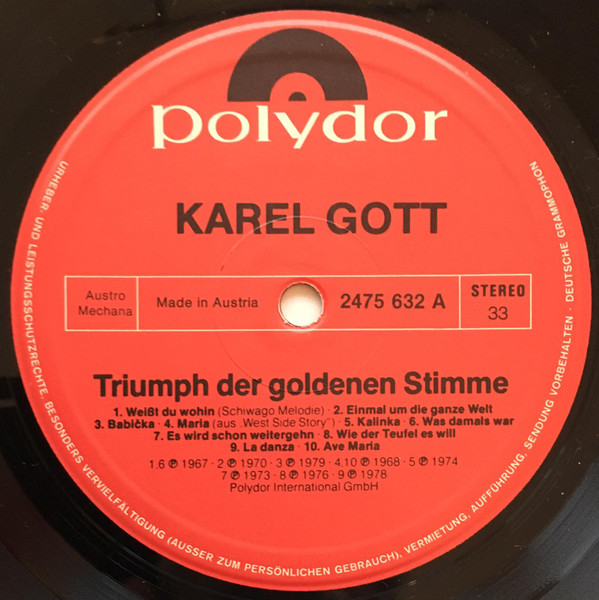 polydor
KAREL GOTT
Austro
Mechana
Made in Austria
2475 632 A
STEREO
33
Triumph der goldenen Stimme
1. Weißt du wohin (Schiwago Melodie) · 2. Einmal um die ganze Welt
3. Babička · 4. Maria (aus „West Side Story") · 5. Kalinka · 6. Was damals war
7. Es wird schon weitergehn · 8. Wie der Teufel es will
9. La danza · 10. Ave Maria
1.6 ℗ 1967 · 2 ℗ 1970 · 3 ℗ 1979 · 4.10 ℗ 1968 · 5 ℗ 1974
7 ℗ 1973 · 8 ℗ 1976 · 9 ℗ 1978
Polydor International GmbH
URHEBER- UND LEISTUNGSSCHUTZRECHTE, BESONDERS VERVIELFÄLTIGUNG (AUSSER ZUM PERSÖNLICHEN GEBRAUCH), VERMIETUNG, AUFFÜHRUNG, SENDUNG VORBEHALTEN · DEUTSCHE GRAMMOPHON